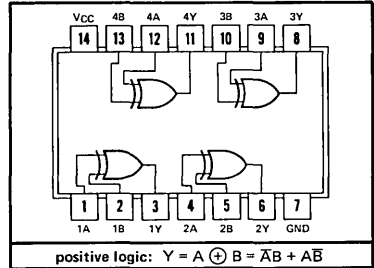 VCC 4B 4A 4Y 3B 3A 3Y
14 13 12 11 10 9 8
1 2 3 4 5 6 7
1A 1B 1Y 2A 2B 2Y GND
positive logic: Y = A ⊕ B = A̅B + AB̅